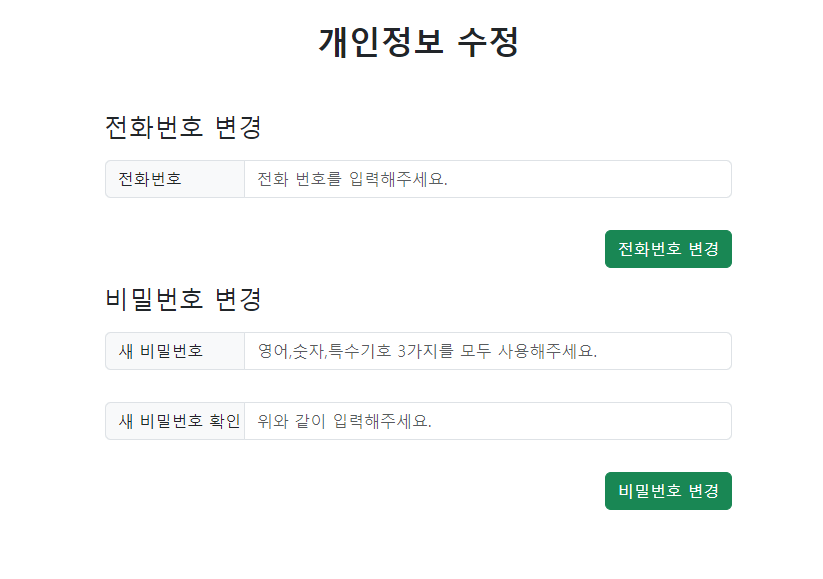 개인정보 수정
전화번호 변경
전화번호 전화 번호를 입력해주세요.
전화번호 변경
비밀번호 변경
새 비밀번호 영어,숫자,특수기호 3가지를 모두 사용해주세요.
새 비밀번호 확인 위와 같이 입력해주세요.
비밀번호 변경